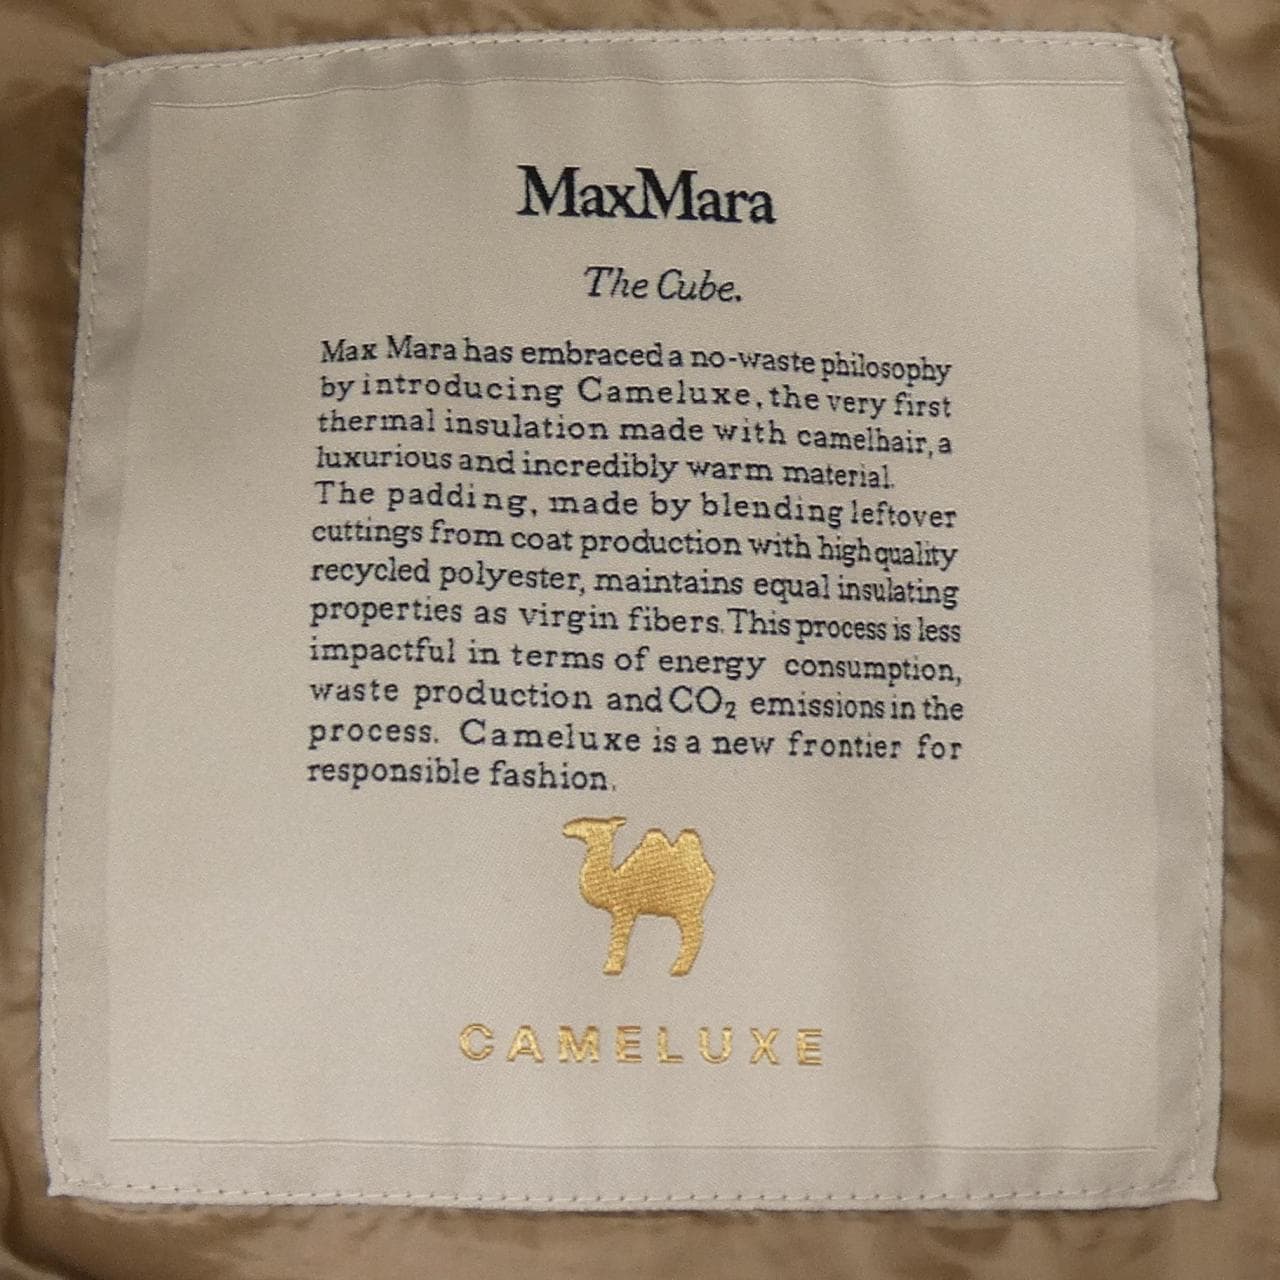 MaxMara
The Cube.
Max Mara has embraced a no-waste philosophy
by introducing Cameluxe, the very first
thermal insulation made with camelhair, a
luxurious and incredibly warm material.
The padding, made by blending leftover
cuttings from coat production with high quality
recycled polyester, maintains equal insulating
properties as virgin fibers. This process is less
impactful in terms of energy consumption,
waste production and CO₂ emissions in the
process. Cameluxe is a new frontier for
responsible fashion.
CAMELUXE